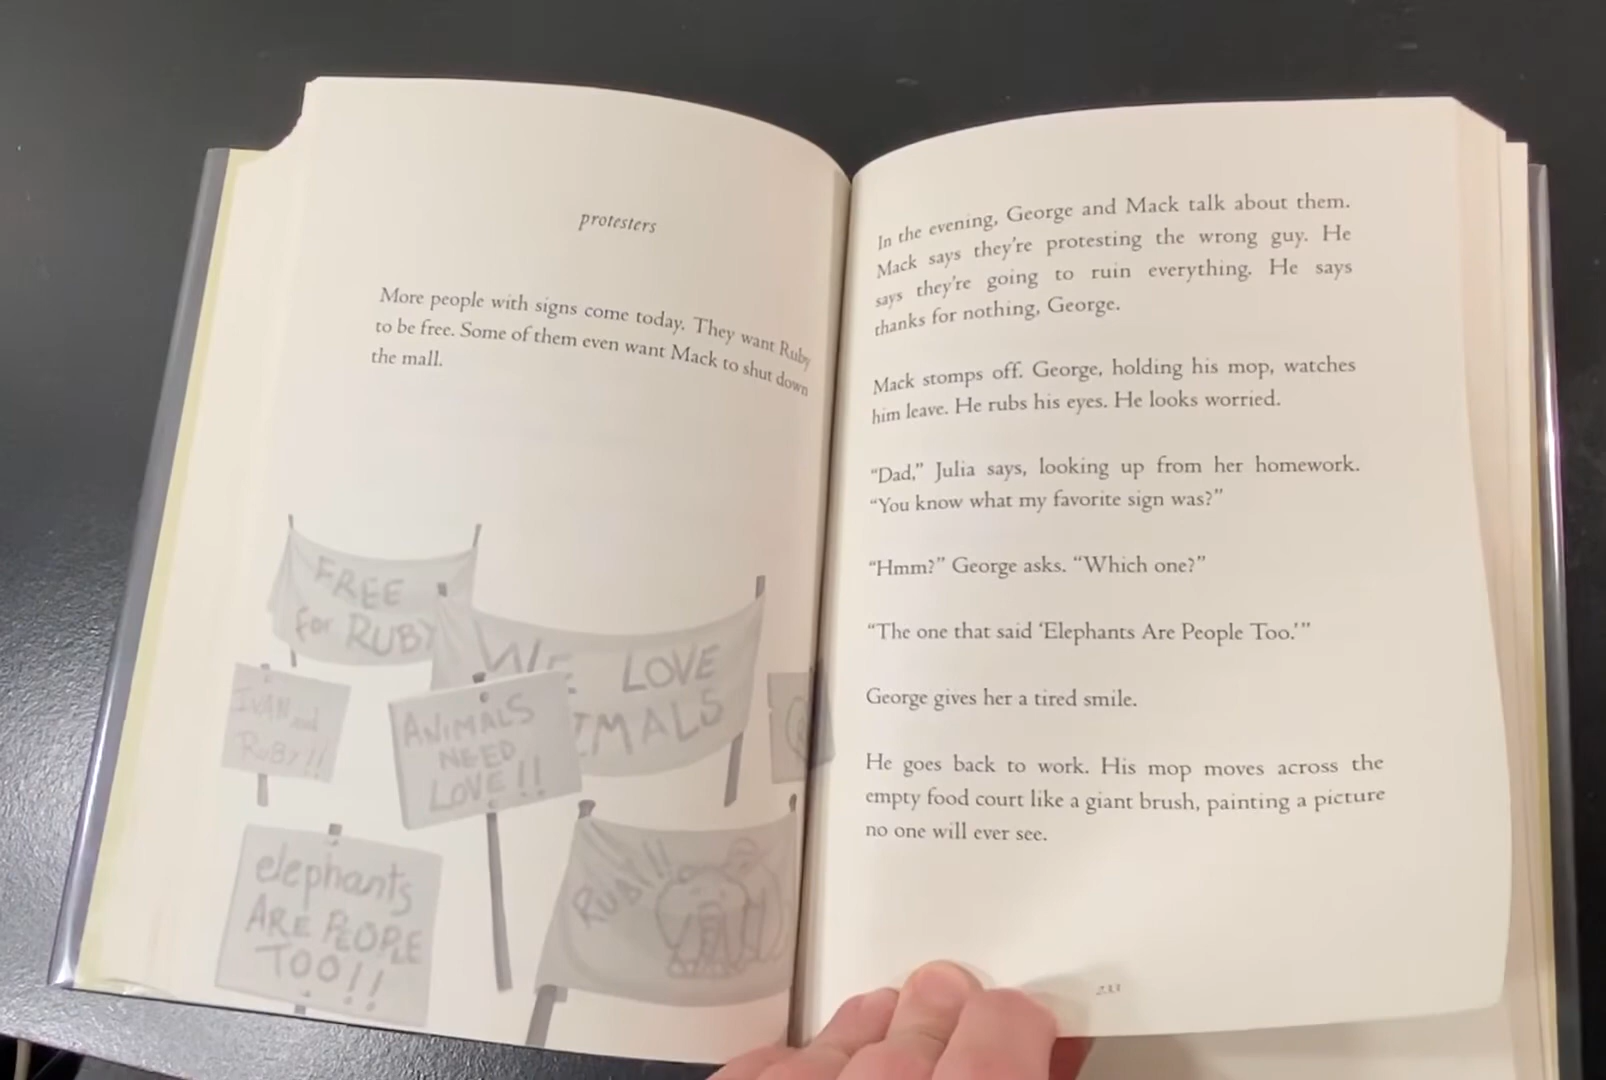 protesters
More people with signs come today. They want Ruby
to be free. Some of them even want Mack to shut down
the mall.
FREE
for RUBY
WE LOVE
IMALS
IVAN and
RUBY!!
ANIMALS
NEED
LOVE!!
elephants
ARE PEOPLE
TOO!!
RUBY!!
In the evening, George and Mack talk about them.
Mack says they’re protesting the wrong guy. He
says they’re going to ruin everything. He says
thanks for nothing, George.
Mack stomps off. George, holding his mop, watches
him leave. He rubs his eyes. He looks worried.
“Dad,” Julia says, looking up from her homework.
“You know what my favorite sign was?”
“Hmm?” George asks. “Which one?”
“The one that said ‘Elephants Are People Too.’”
George gives her a tired smile.
He goes back to work. His mop moves across the
empty food court like a giant brush, painting a picture
no one will ever see.